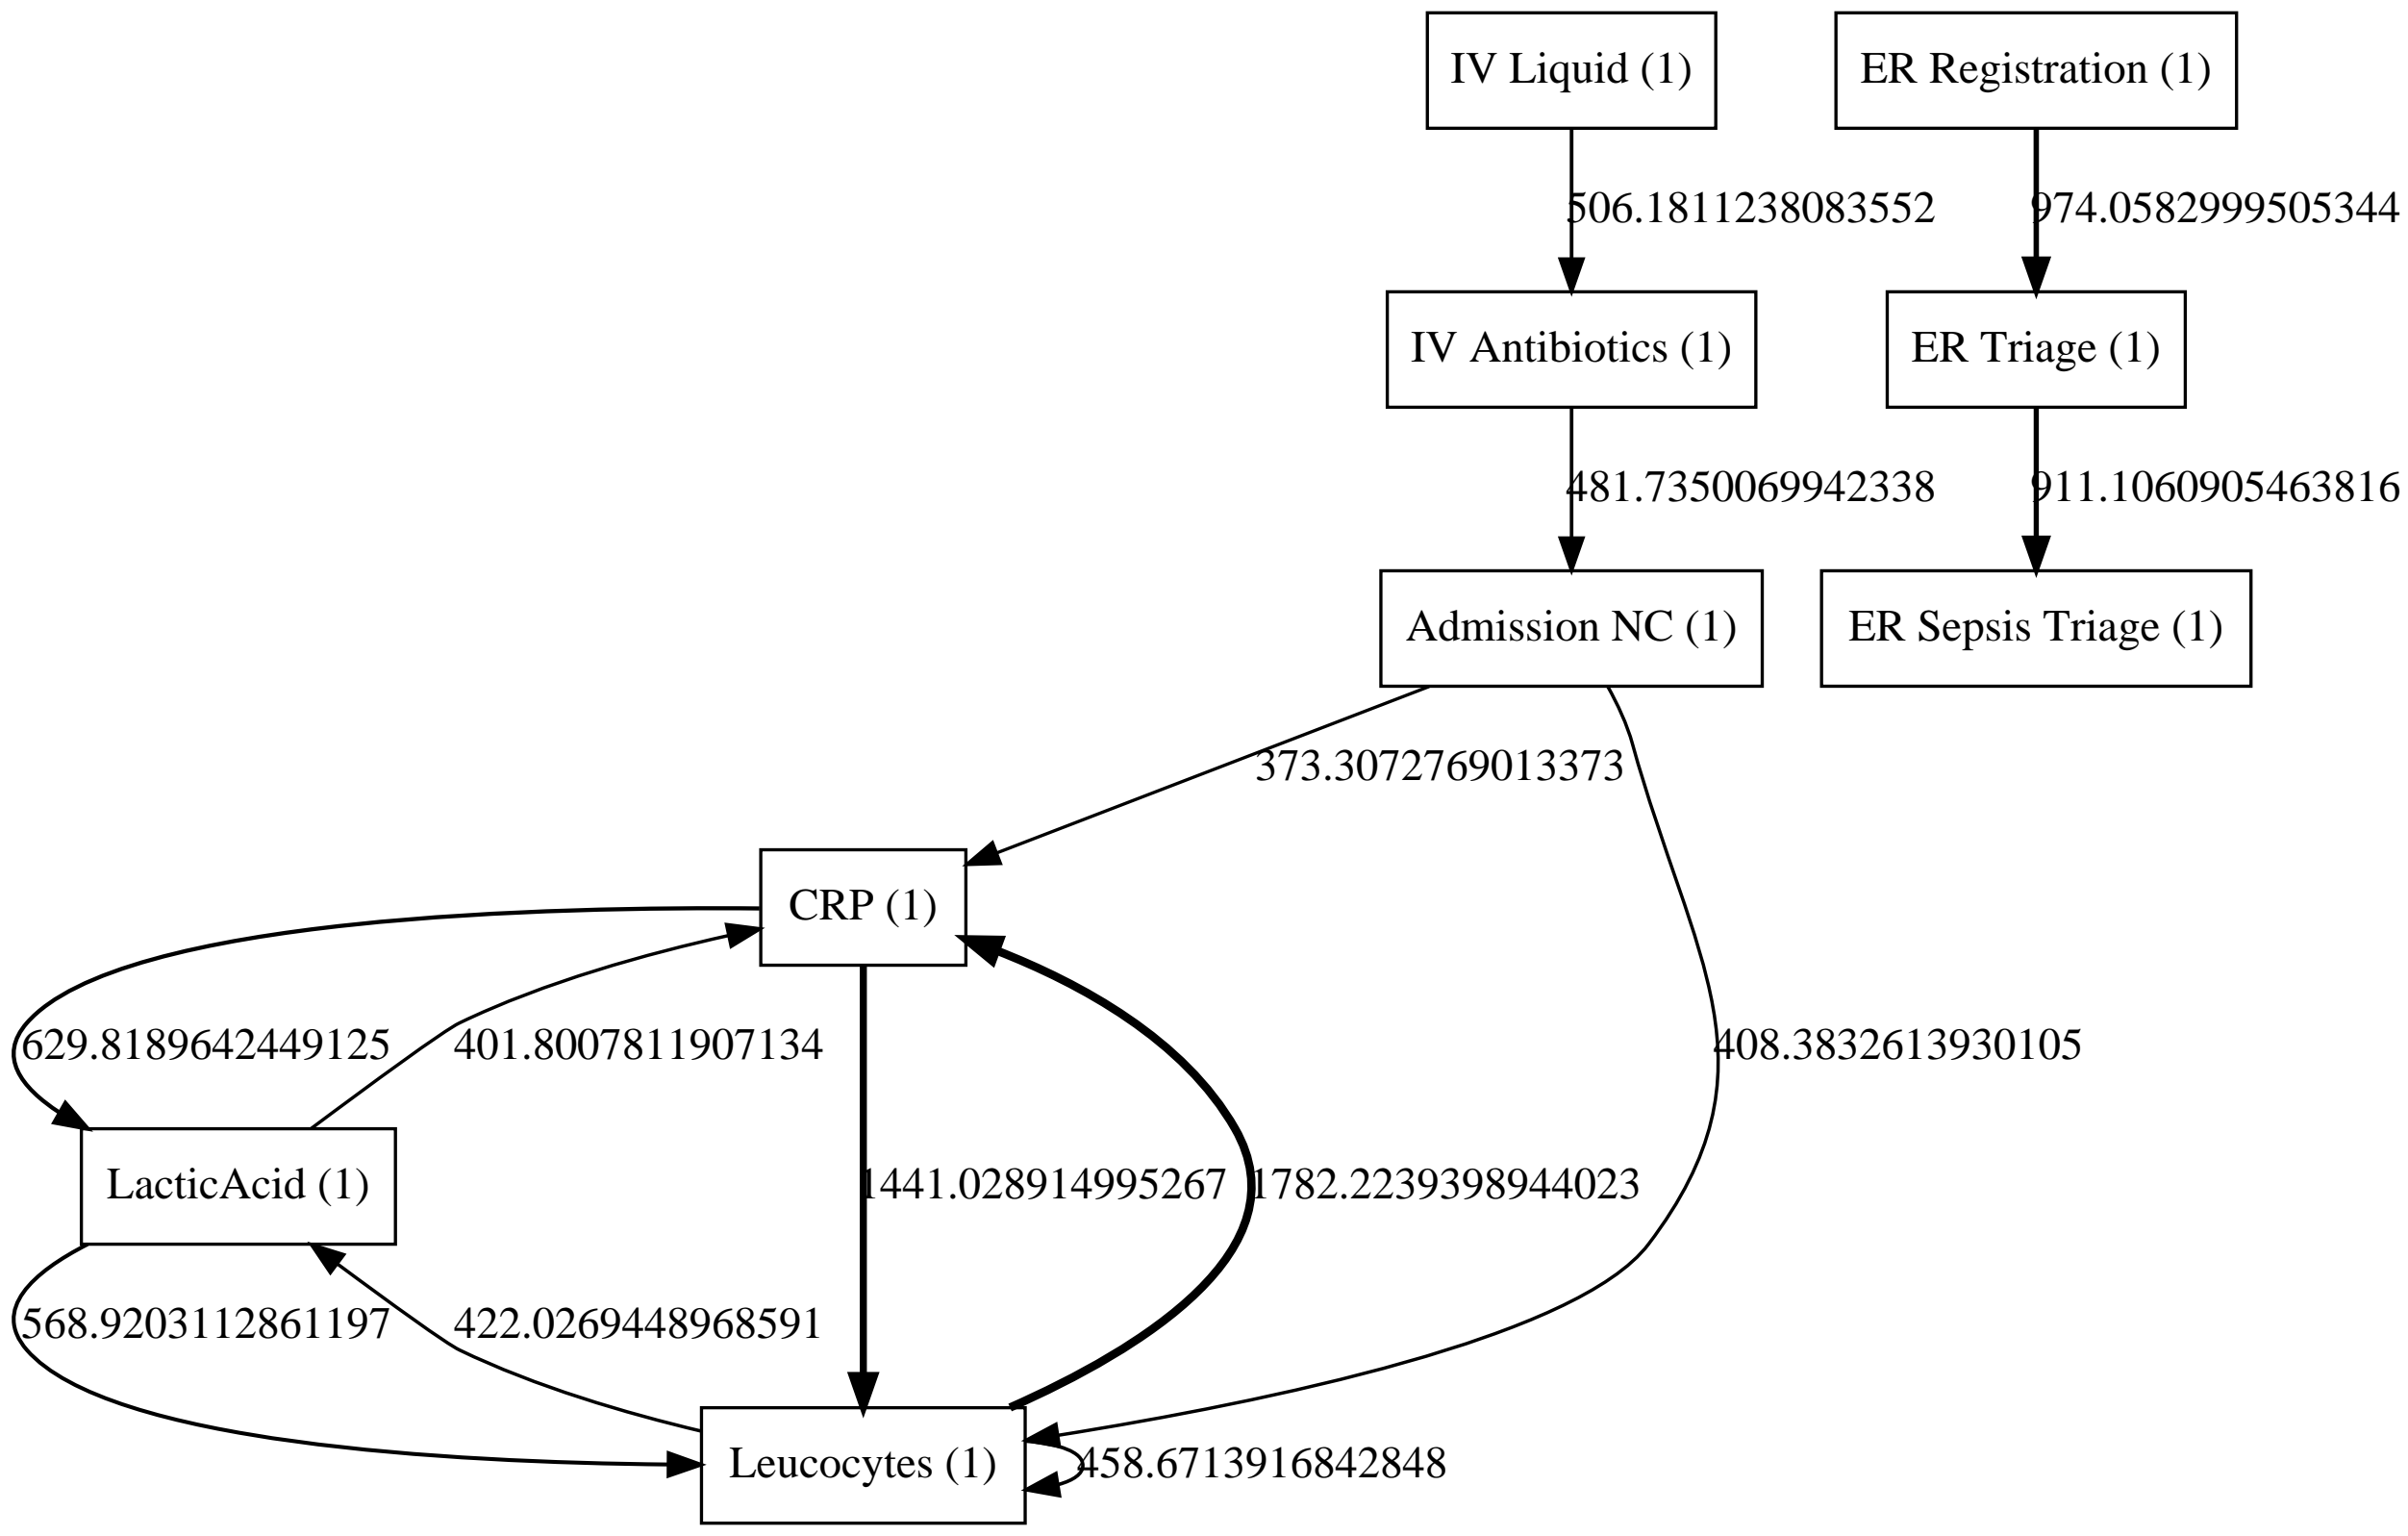 IV Liquid (1)
ER Registration (1)
506.1811238083552
974.0582999505344
IV Antibiotics (1)
ER Triage (1)
481.7350069942338
911.1060905463816
Admission NC (1)
ER Sepsis Triage (1)
373.3072769013373
CRP (1)
629.8189642449125
401.8007811907134
408.3832613930105
LacticAcid (1)
1441.028914995267
1782.2239398944023
568.9203112861197
422.0269448968591
Leucocytes (1)
458.6713916842848